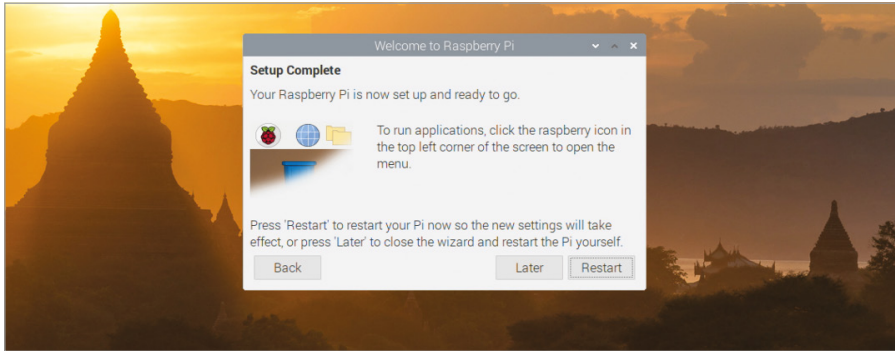 Welcome to Raspberry Pi
Setup Complete
Your Raspberry Pi is now set up and ready to go.
To run applications, click the raspberry icon in
the top left corner of the screen to open the
menu.
Press 'Restart' to restart your Pi now so the new settings will take
effect, or press 'Later' to close the wizard and restart the Pi yourself.
Back
Later
Restart